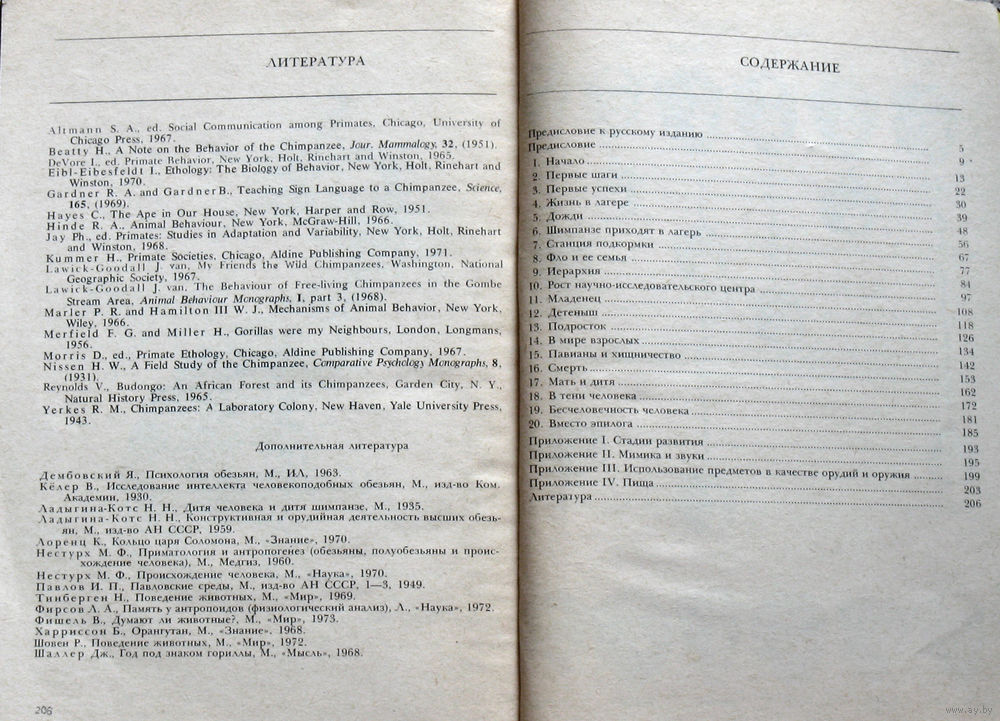 ЛИТЕРАТУРА
Altmann S. A., ed. Social Communication among Primates, Chicago, University of
Chicago Press, 1967.
Beatty H., A Note on the Behavior of the Chimpanzee, Jour. Mammalogy, 32, (1951).
DeVore I., ed. Primate Behavior, New York, Holt, Rinehart and Winston, 1965.
Eibl-Eibesfeldt I., Ethology: The Biology of Behavior, New York, Holt, Rinehart and
Winston, 1970.
Gardner R. A. and Gardner B., Teaching Sign Language to a Chimpanzee, Science,
165, (1969).
Hayes C., The Ape in Our House, New York, Harper and Row, 1951.
Hinde R. A., Animal Behaviour, New York, McGraw-Hill, 1966.
Jay Ph., ed. Primates: Studies in Adaptation and Variability, New York, Holt, Rinehart
and Winston, 1968.
Kummer H., Primate Societies, Chicago, Aldine Publishing Company, 1971.
Lawick-Goodall J. van, My Friends the Wild Chimpanzees, Washington, National
Geographic Society, 1967.
Lawick-Goodall J. van. The Behaviour of Free-living Chimpanzees in the Gombe
Stream Area, Animal Behaviour Monographs, 1, part 3, (1968).
Marler P. R. and Hamilton III W. J., Mechanisms of Animal Behavior, New York,
Wiley, 1966.
Merfield F. G. and Miller H., Gorillas were my Neighbours, London, Longmans,
1956.
Morris D., ed., Primate Ethology, Chicago, Aldine Publishing Company, 1967.
Nissen H. W., A Field Study of the Chimpanzee, Comparative Psychology Monographs, 8,
(1931).
Reynolds V., Budongo: An African Forest and its Chimpanzees, Garden City, N. Y.,
Natural History Press, 1965.
Yerkes R. M., Chimpanzees: A Laboratory Colony, New Haven, Yale University Press,
1943.
Дополнительная литература
Дембовский Я., Психология обезьян, М., ИЛ, 1963.
Кёлер В., Исследование интеллекта человекоподобных обезьян, М., изд-во Ком.
Академии, 1930.
Ладыгина-Котс Н. Н., Дитя человека и дитя шимпанзе, М., 1935.
Ладыгина-Котс Н. Н., Конструктивная и орудийная деятельность высших обезь-
ян, М., изд-во АН СССР, 1959.
Лоренц К., Кольцо царя Соломона, М., «Знание», 1970.
Нестурх М. Ф., Приматология и антропогенез (обезьяны, полуобезьяны и проис-
хождение человека), М., Медгиз, 1960.
Нестурх М. Ф., Происхождение человека, М., «Наука», 1970.
Павлов И. П., Павловские среды, М., изд-во АН СССР, 1—3, 1949.
Тинберген Н., Поведение животных, М., «Мир», 1969.
Фирсов Л. А., Память у антропоидов (физиологический анализ), Л., «Наука», 1972.
Фишель В., Думают ли животные?, М., «Мир», 1973.
Харриссон Б., Орангутан, М., «Знание», 1968.
Шовен Р., Поведение животных, М., «Мир», 1972.
Шаллер Дж., Год под знаком гориллы, М., «Мысль», 1968.
206
СОДЕРЖАНИЕ
Предисловие к русскому изданию 5
Предисловие 9
1. Начало 13
2. Первые шаги 22
3. Первые успехи 30
4. Жизнь в лагере 39
5. Дожди 48
6. Шимпанзе приходят в лагерь 56
7. Станция подкормки 67
8. Фло и ее семья 77
9. Иерархия 84
10. Рост научно-исследовательского центра 97
11. Младенец 108
12. Детеныш 118
13. Подросток 126
14. В мире взрослых 134
15. Павианы и хищничество 142
16. Смерть 153
17. Мать и дитя 162
18. В тени человека 172
19. Бесчеловечность человека 181
20. Вместо эпилога 185
Приложение I. Стадии развития 193
Приложение II. Мимика и звуки 195
Приложение III. Использование предметов в качестве орудий и оружия 199
Приложение IV. Пища 203
Литература 206
www.ay.by